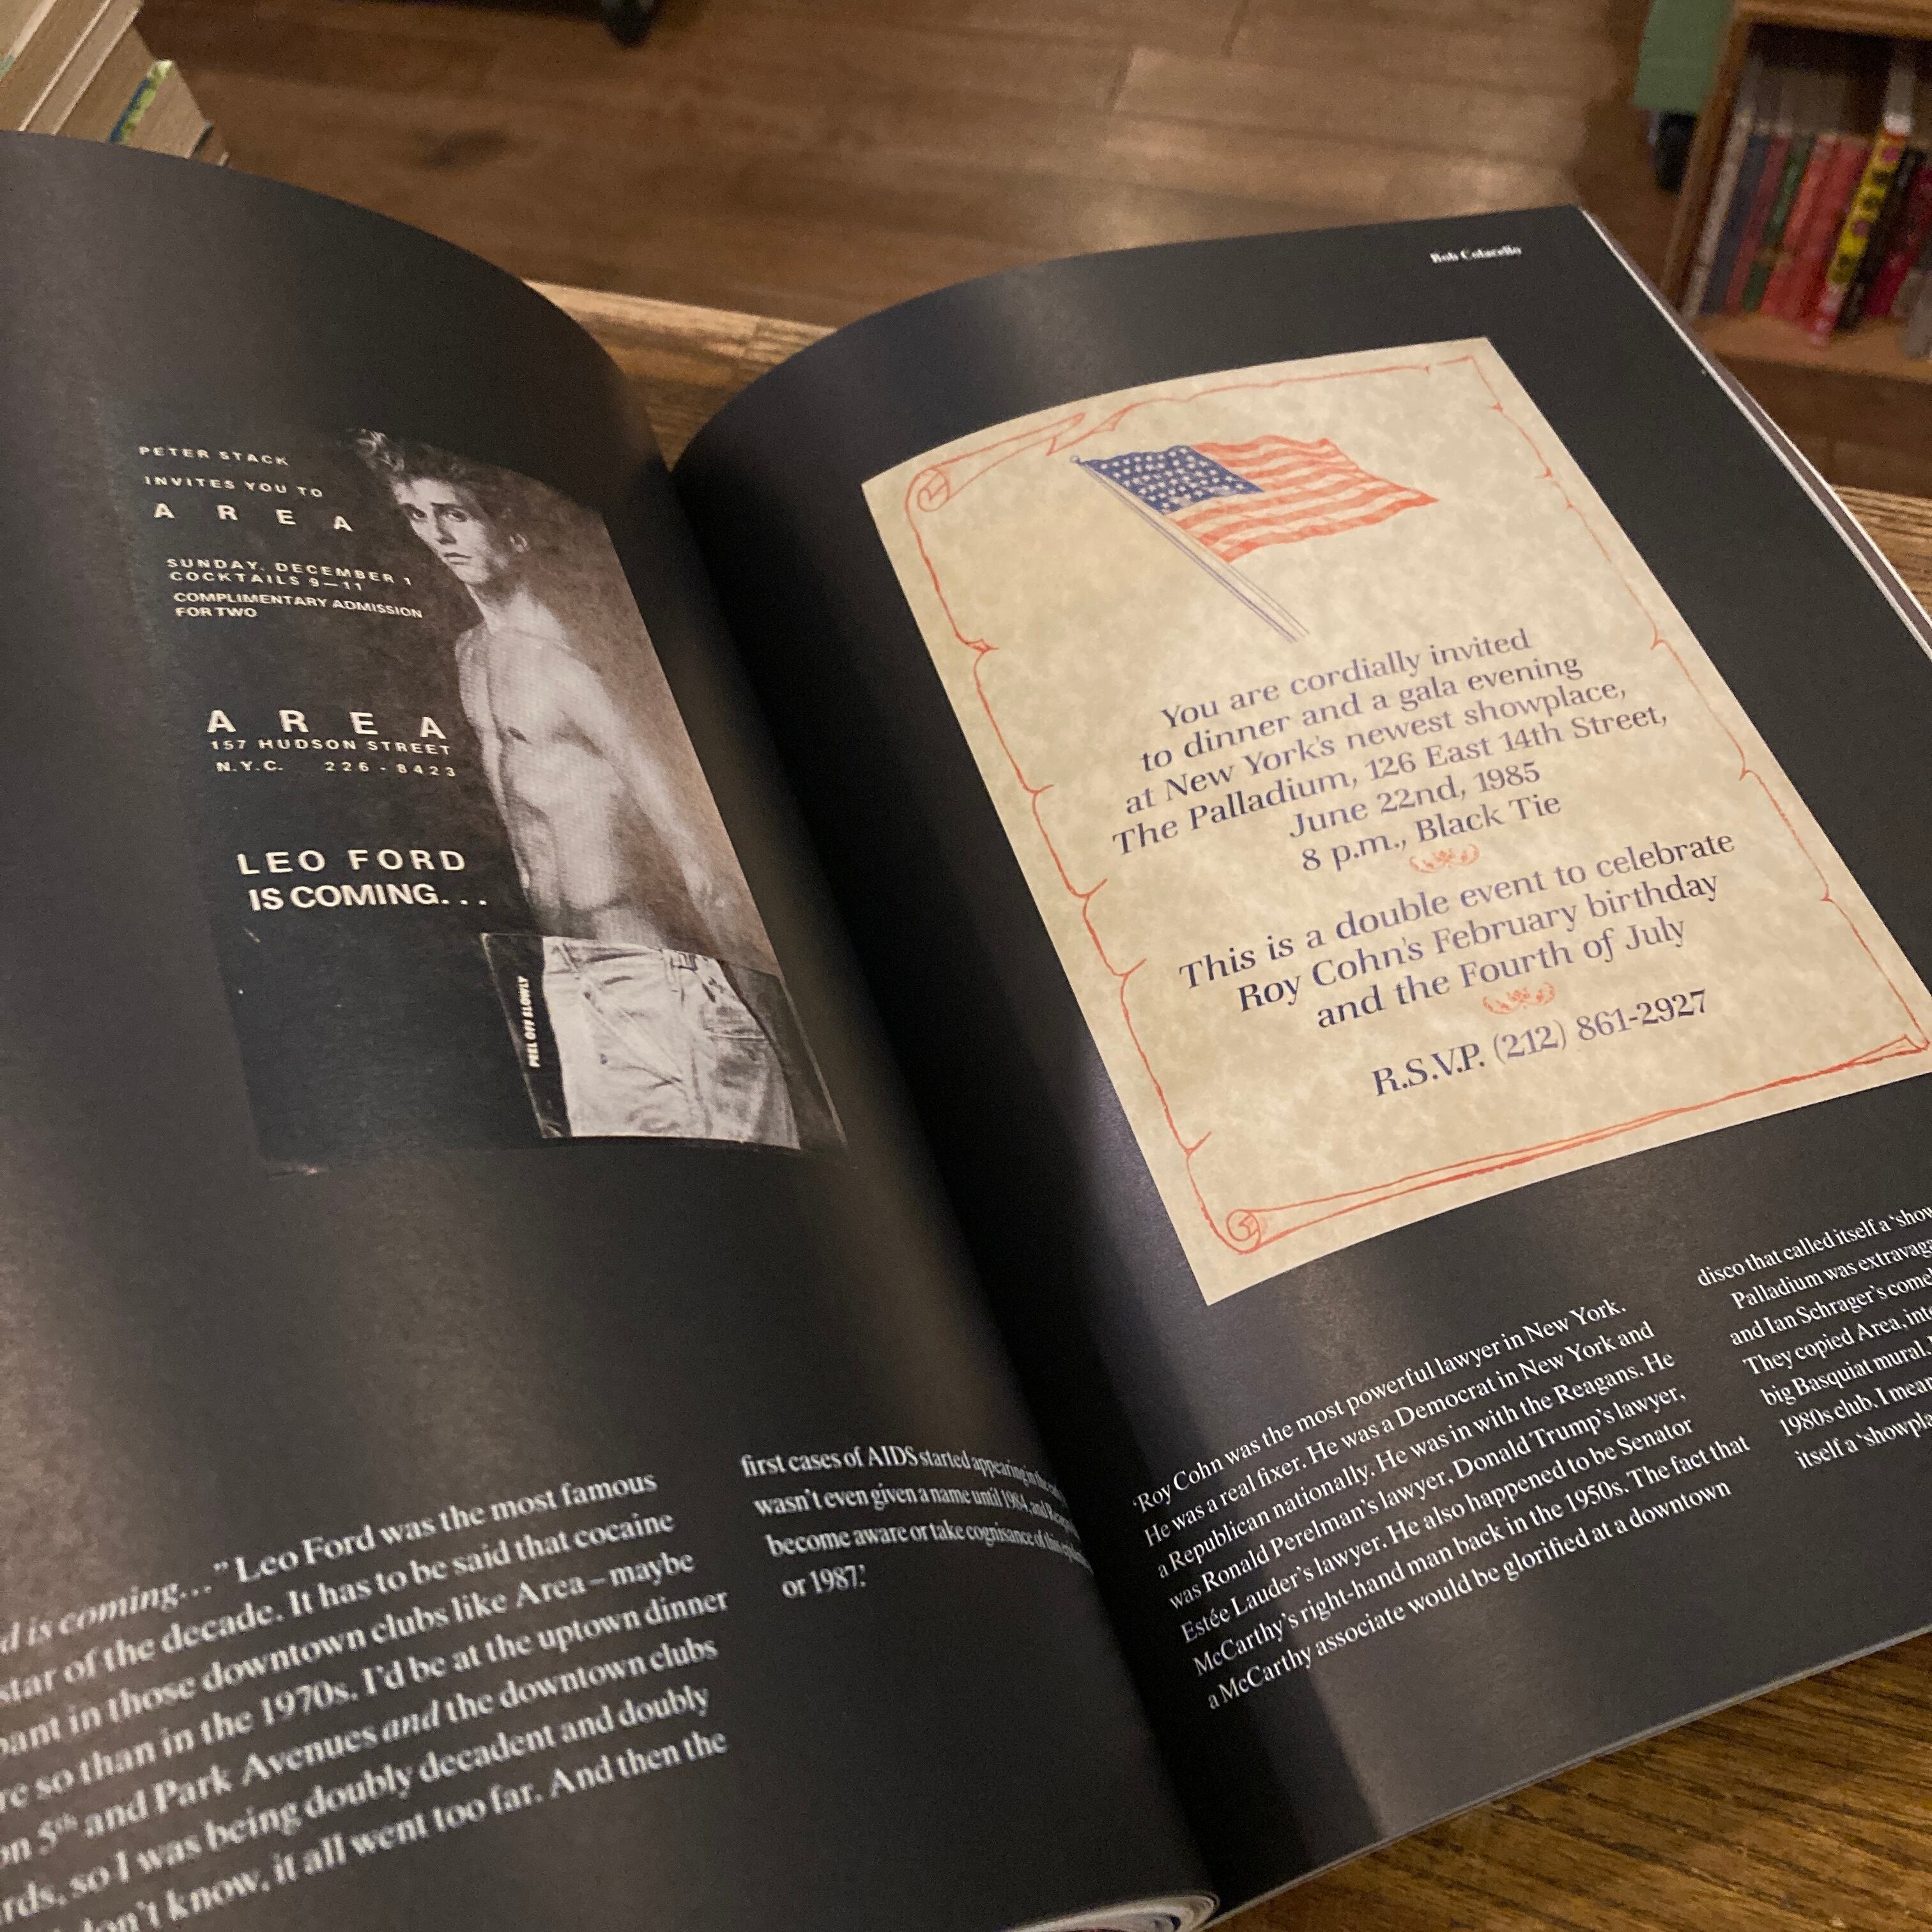 PETER STACK
INVITES YOU TO
AREA
SUNDAY, DECEMBER 1
COCKTAILS 9—11
COMPLIMENTARY ADMISSION
FOR TWO
AREA
157 HUDSON STREET
N.Y.C. 226-8423
LEO FORD
IS COMING...
PEEL OFF SLOWLY
is coming…” Leo Ford was the most famous
star of the decade. It has to be said that cocaine
in those downtown clubs like Area – maybe
so than in the 1970s. I'd be at the uptown dinner
on 5th and Park Avenues and the downtown clubs
so I was being doubly decadent and doubly
don't know, it all went too far. And then the
first cases of AIDS started appearing in the
wasn't even given a name until 1984, and
become aware or take cognisance of this
or 1987.'
Bob Colacello
You are cordially invited
to dinner and a gala evening
at New York's newest showplace,
The Palladium, 126 East 14th Street,
June 22nd, 1985
8 p.m., Black Tie
This is a double event to celebrate
Roy Cohn's February birthday
and the Fourth of July
R.S.V.P. (212) 861-2927
'Roy Cohn was the most powerful lawyer in New York.
He was a real fixer. He was a Democrat in New York and
a Republican nationally. He was in with the Reagans. He
was Ronald Perelman's lawyer, Donald Trump's lawyer,
Estée Lauder's lawyer. He also happened to be Senator
McCarthy's right-hand man back in the 1950s. The fact that
a McCarthy associate would be glorified at a downtown
disco that called itself a
Palladium was
and Ian Schrager's
They copied Area,
big Basquiat mural.
1980s club. I mean
itself a